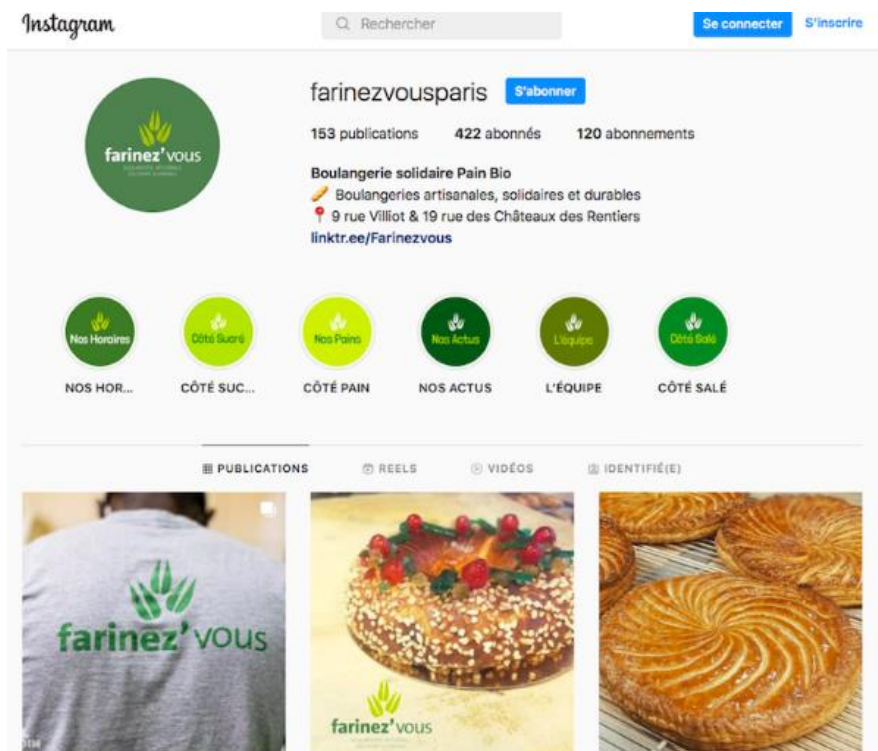 Instagram
Rechercher
Se connecter
S'inscrire
farinezvousparis
S'abonner
153 publications 422 abonnés 120 abonnements
Boulangerie solidaire Pain Bio
Boulangeries artisanales, solidaires et durables
9 rue Villiot & 19 rue des Châteaux des Rentiers
linktr.ee/Farinezvous
farinez'vous
Nos Horaires
Côté Sucré
Nos Pains
Nos Actus
L'équipe
Côté Salé
NOS HOR...
CÔTÉ SUC...
CÔTÉ PAIN
NOS ACTUS
L'ÉQUIPE
CÔTÉ SALÉ
PUBLICATIONS
REELS
VIDÉOS
IDENTIFIÉ(E)
farinez'vous
farinez'vous